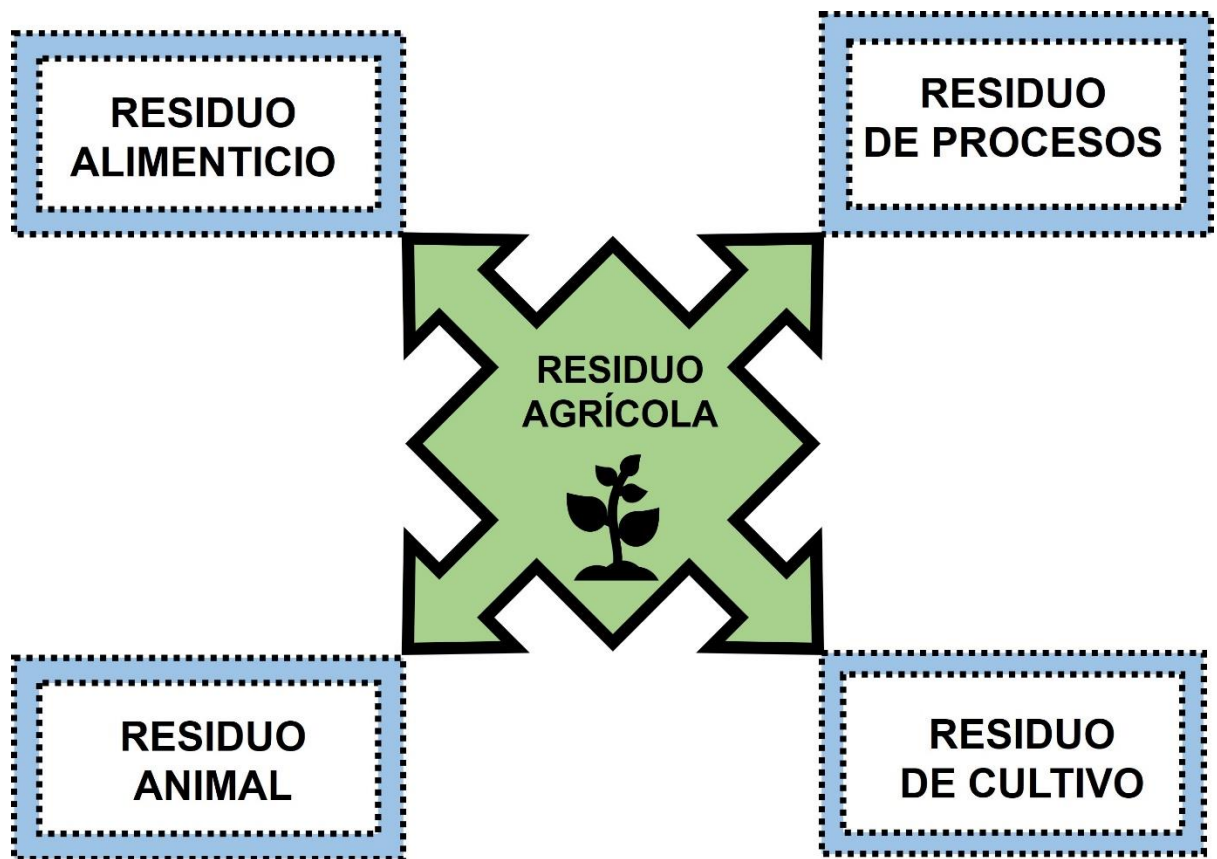 RESIDUO
ALIMENTICIO
RESIDUO
DE PROCESOS
RESIDUO
AGRÍCOLA
RESIDUO
ANIMAL
RESIDUO
DE CULTIVO